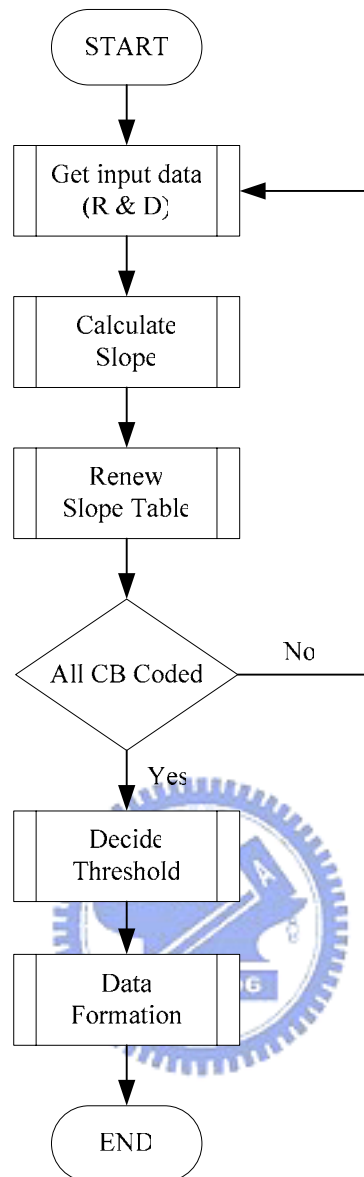 START
Get input data
(R & D)
Calculate
Slope
Renew
Slope Table
All CB Coded
No
Yes
Decide
Threshold
Data
Formation
END